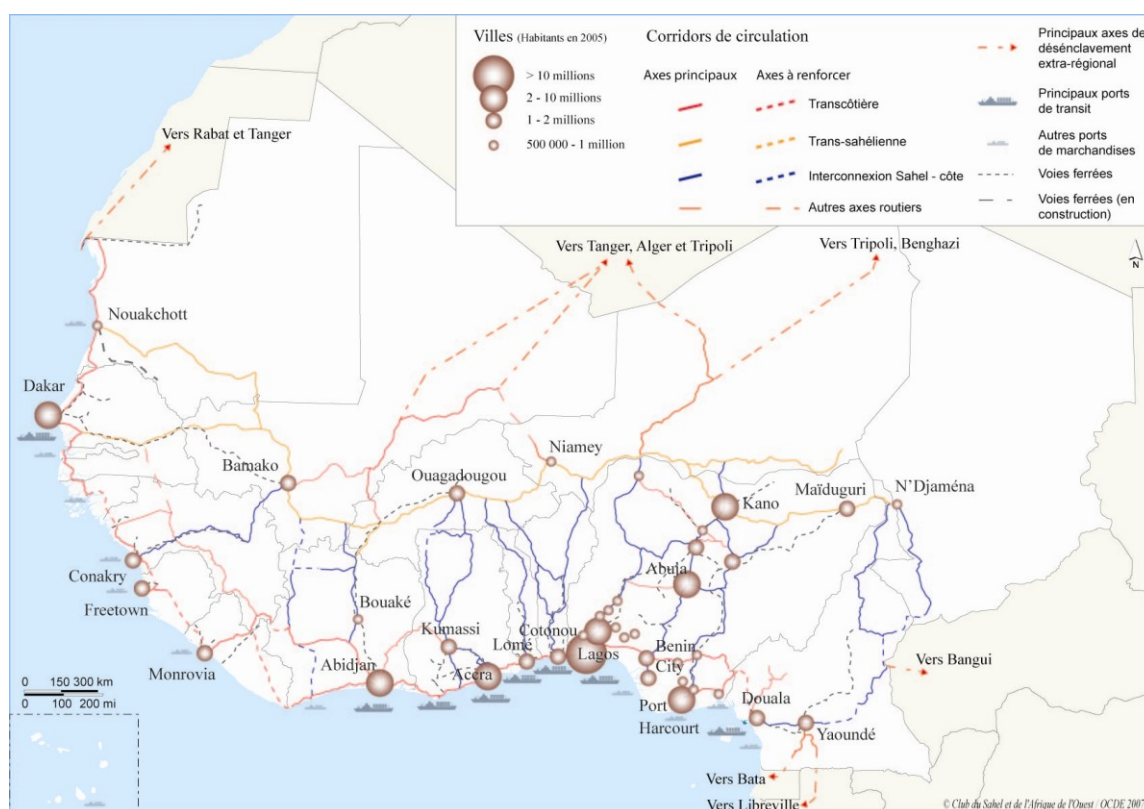 Villes (Habitants en 2005)
> 10 millions
2 - 10 millions
1 - 2 millions
500 000 - 1 million
Corridors de circulation
Axes principaux
Axes à renforcer
Transcôtière
Trans-sahélienne
Interconnexion Sahel - côte
Autres axes routiers
Principaux axes de
désenclavement
extra-régional
Principaux ports
de transit
Autres ports
de marchandises
Voies ferrées
Voies ferrées (en
construction)
Vers Rabat et Tanger
Vers Tanger, Alger et Tripoli
Vers Tripoli, Benghazi
N
Nouakchott
Dakar
Bamako
Ouagadougou
Niamey
Kano
Maïduguri
N'Djaména
Conakry
Freetown
Bouaké
Abuja
Kumassi
Cotonou
Lomé
Lagos
Benin
City
Monrovia
Abidjan
Accra
Vers Bangui
Port
Harcourt
Douala
Yaoundé
0 150 300 km
0 100 200 mi
Vers Bata
Vers Libreville
© Club du Sahel et de l'Afrique de l'Ouest / OCDE 2007